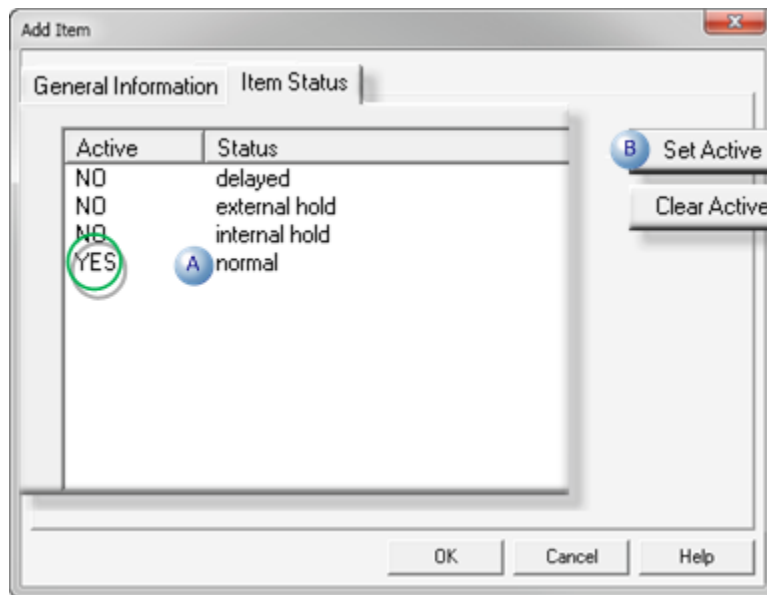 Add Item
General Information Item Status
Active Status
B Set Active
NO delayed
NO external hold
Clear Active
NO internal hold
YES A normal
OK Cancel Help